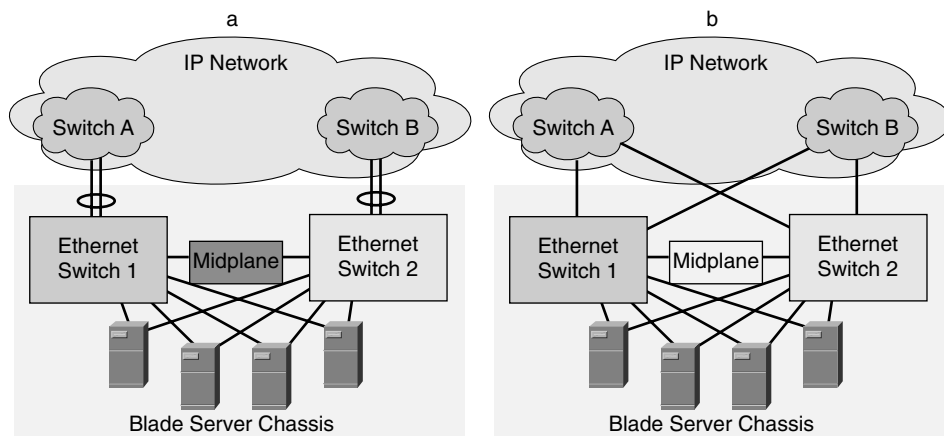 a
IP Network
Switch A
Switch B
Ethernet
Switch 1
Midplane
Ethernet
Switch 2
Blade Server Chassis
b
IP Network
Switch A
Switch B
Ethernet
Switch 1
Midplane
Ethernet
Switch 2
Blade Server Chassis